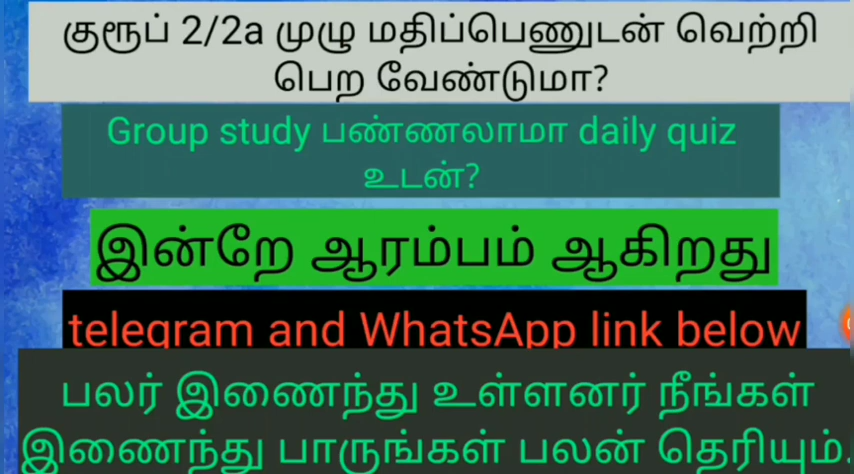 குரூப் 2/2a முழு மதிப்பெணுடன் வெற்றி
பெற வேண்டுமா?
Group study பண்ணலாமா daily quiz
உடன்?
இன்றே ஆரம்பம் ஆகிறது
telegram and WhatsApp link below
பலர் இணைந்து உள்ளனர் நீங்கள்
இணைந்து பாருங்கள் பலன் தெரியும்.